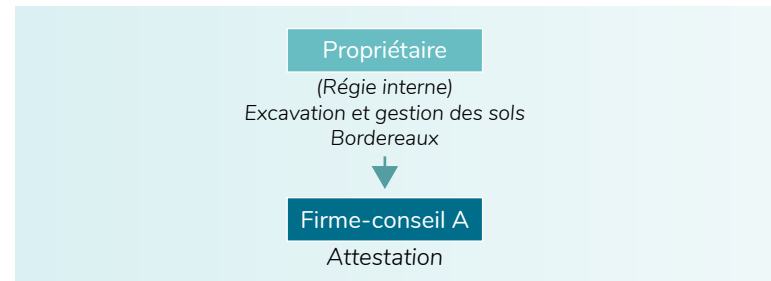 Propriétaire
(Régie interne)
Excavation et gestion des sols
Bordereaux
Firme-conseil A
Attestation